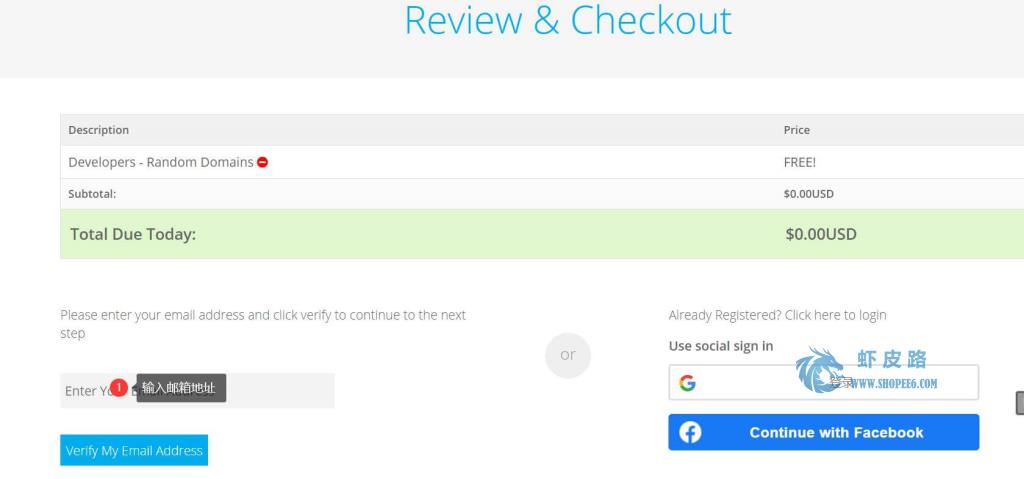 Review & Checkout
Description Price
Developers - Random Domains FREE!
Subtotal: $0.00USD
Total Due Today: $0.00USD
Please enter your email address and click verify to continue to the next
step
Enter
1
输入邮箱地址
Verify My Email Address
or
Already Registered? Click here to login
Use social sign in
登录
虾皮路
WWW.SHOPEE6.COM
Continue with Facebook